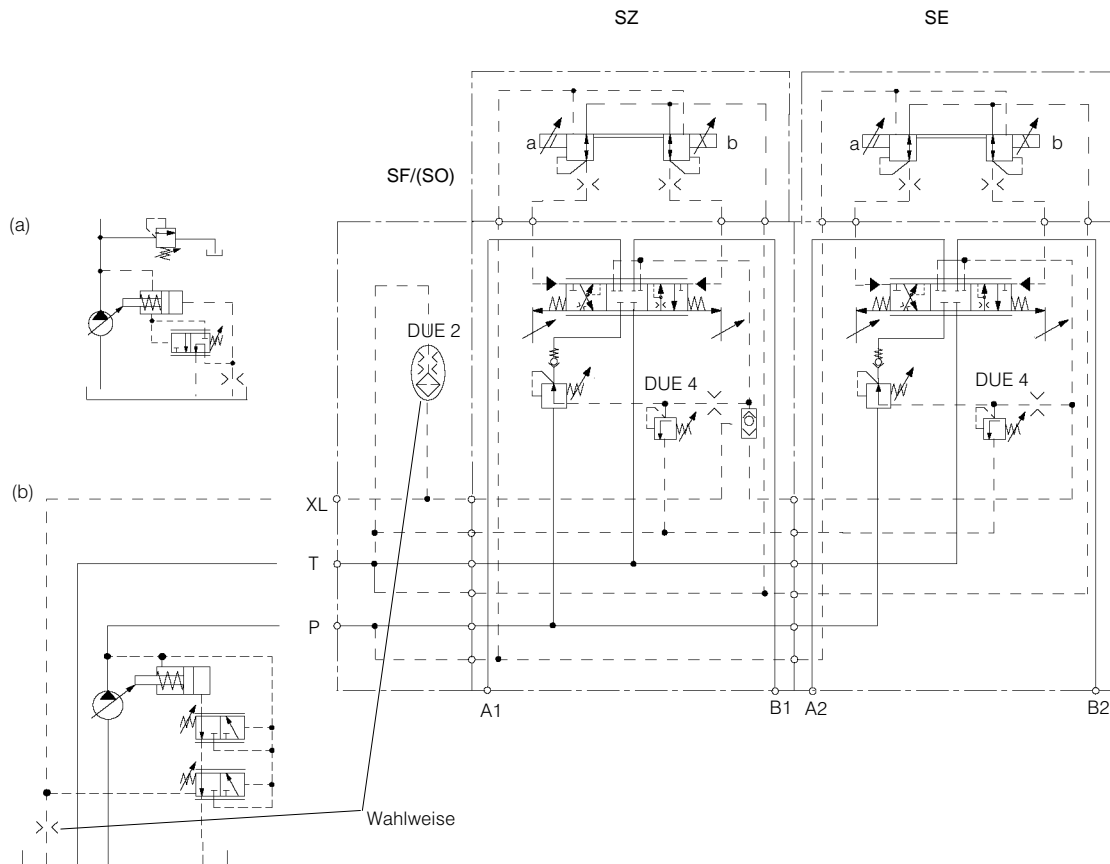 SZ
SE
a
b
a
b
SF/(SO)
(a)
DUE 2
DUE 4
DUE 4
(b)
XL
T
P
A1
B1
A2
B2
Wahlweise